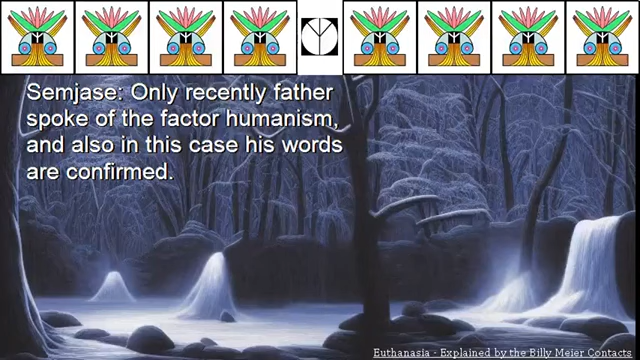 Semjase: Only recently father
spoke of the factor humanism,
and also in this case his words
are confirmed.
Euthanasia - Explained by the Billy Meier Contacts